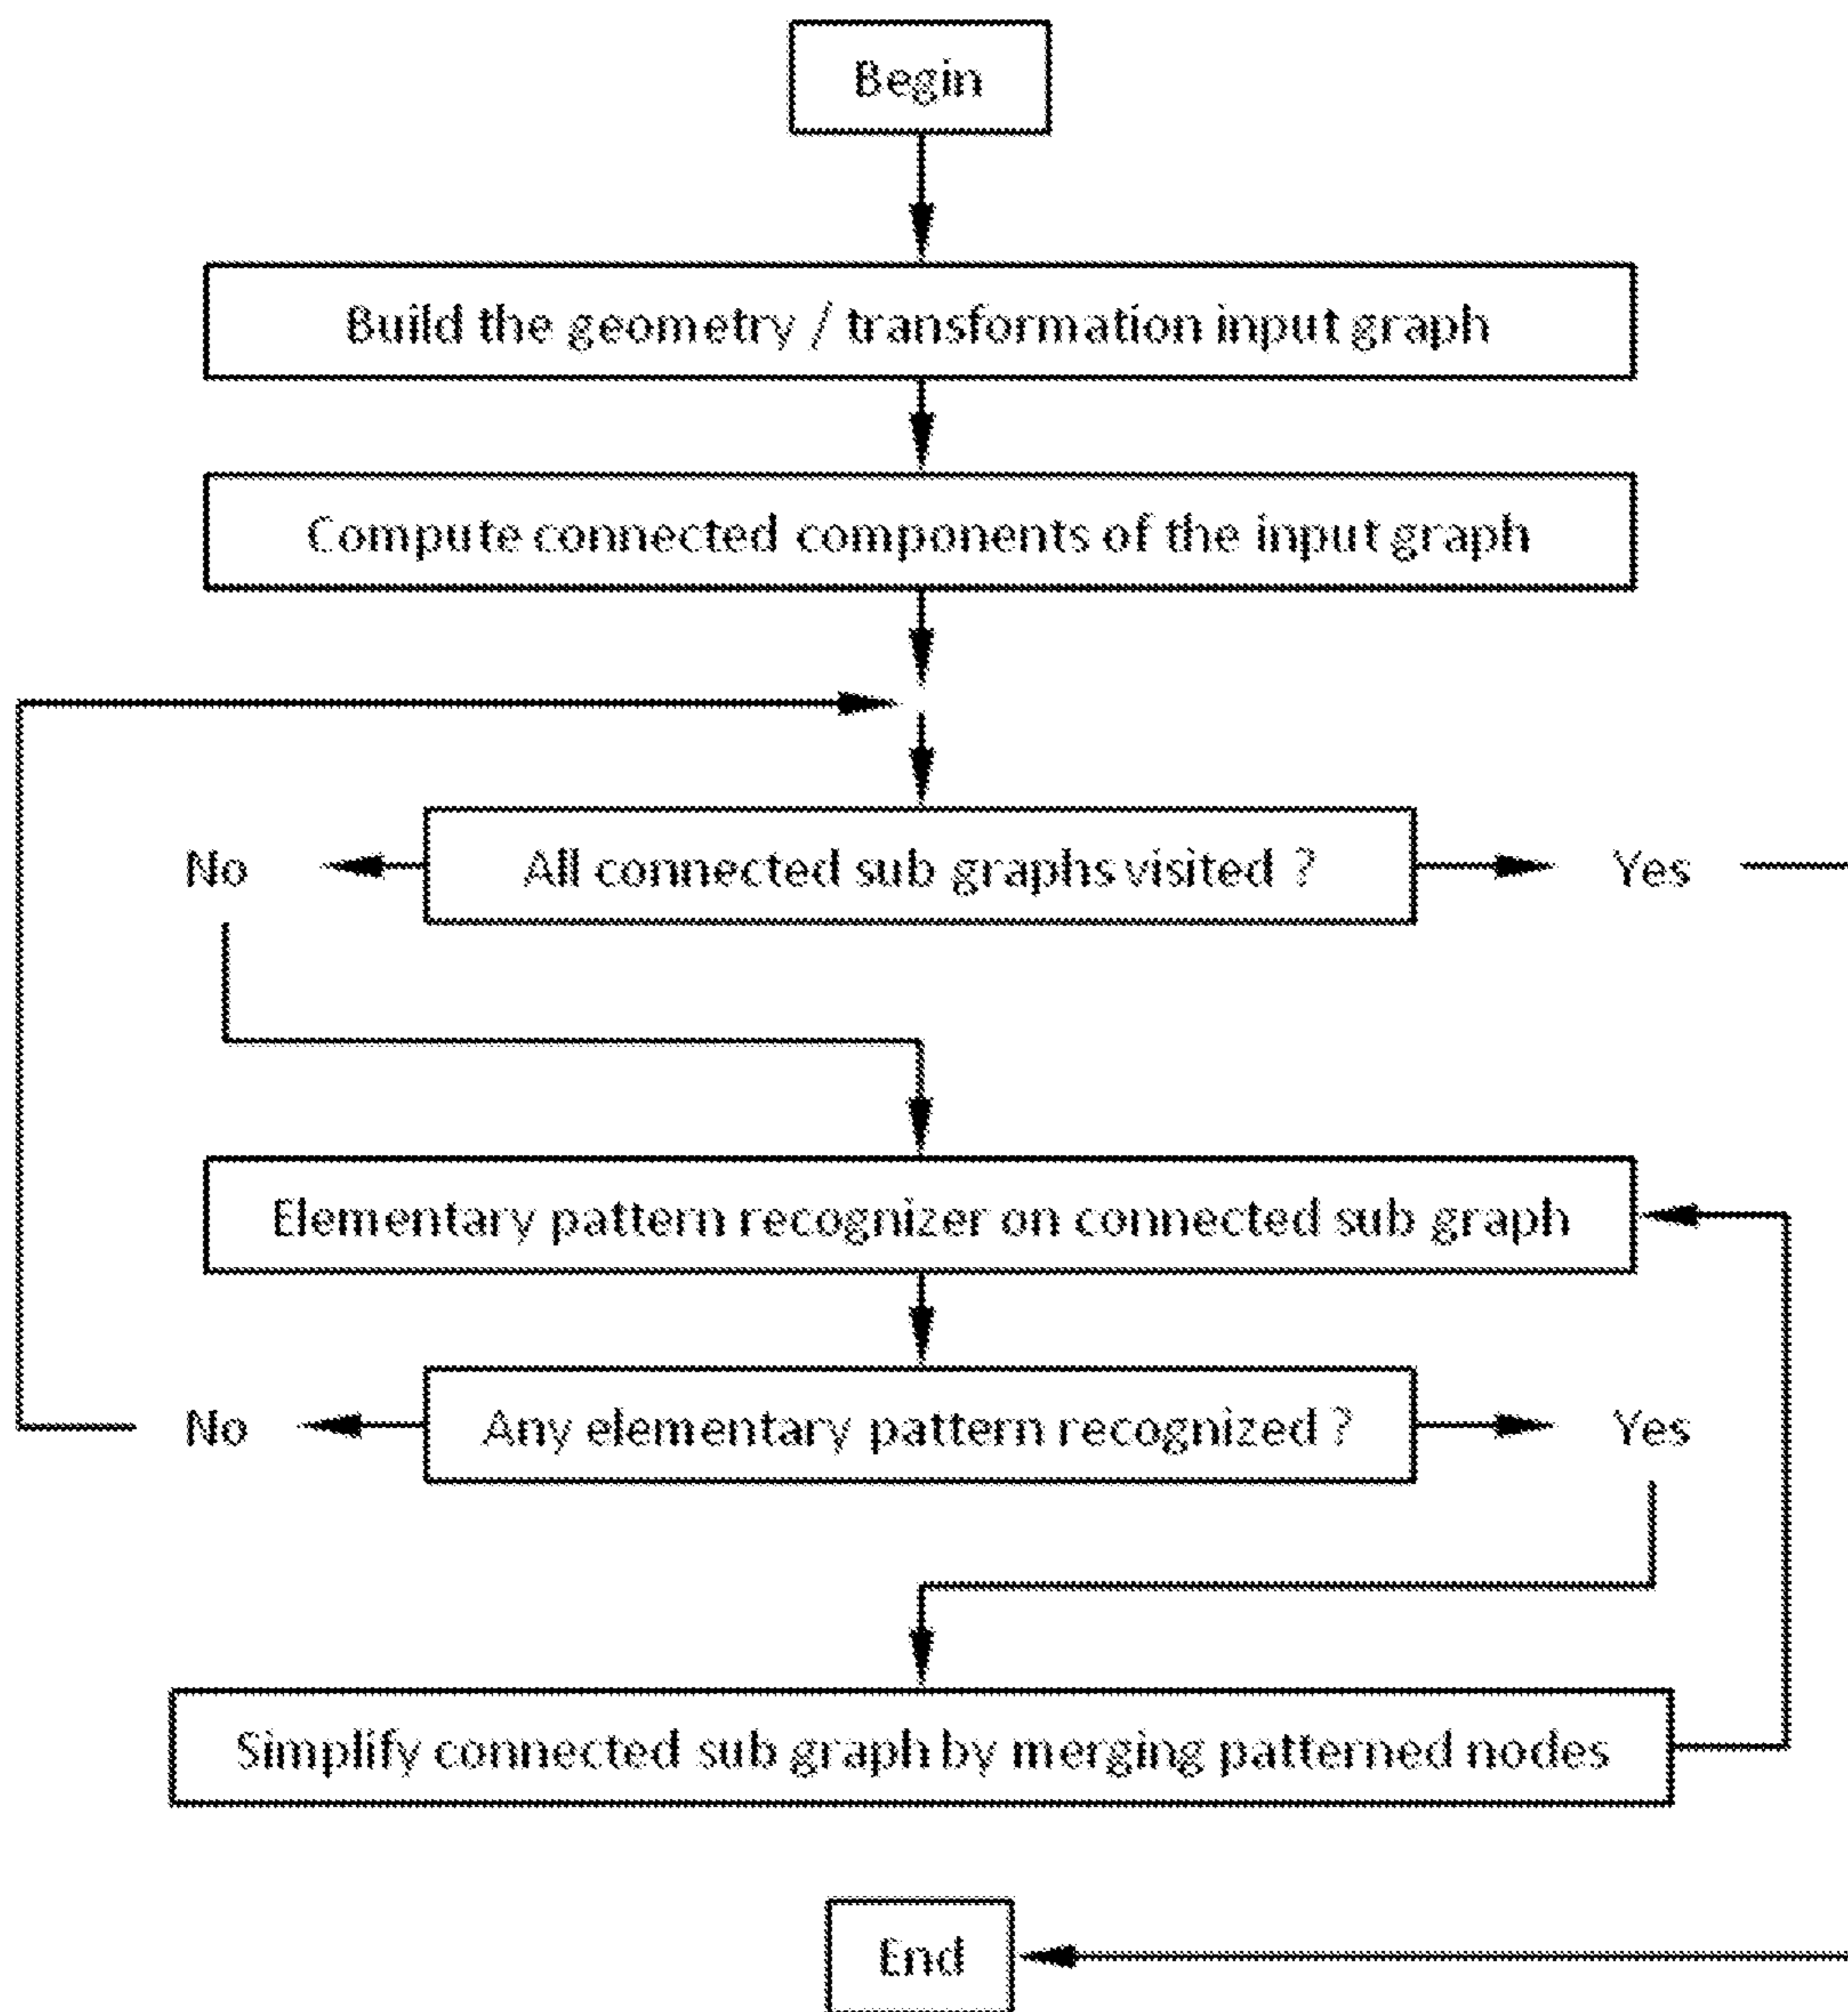 Begin
Build the geometry / transformation input graph
Compute connected components of the input graph
No
All connected sub graphs visited ?
Yes
Elementary pattern recognizer on connected sub graph
No
Any elementary pattern recognized ?
Yes
Simplify connected sub graph by merging patterned nodes
End